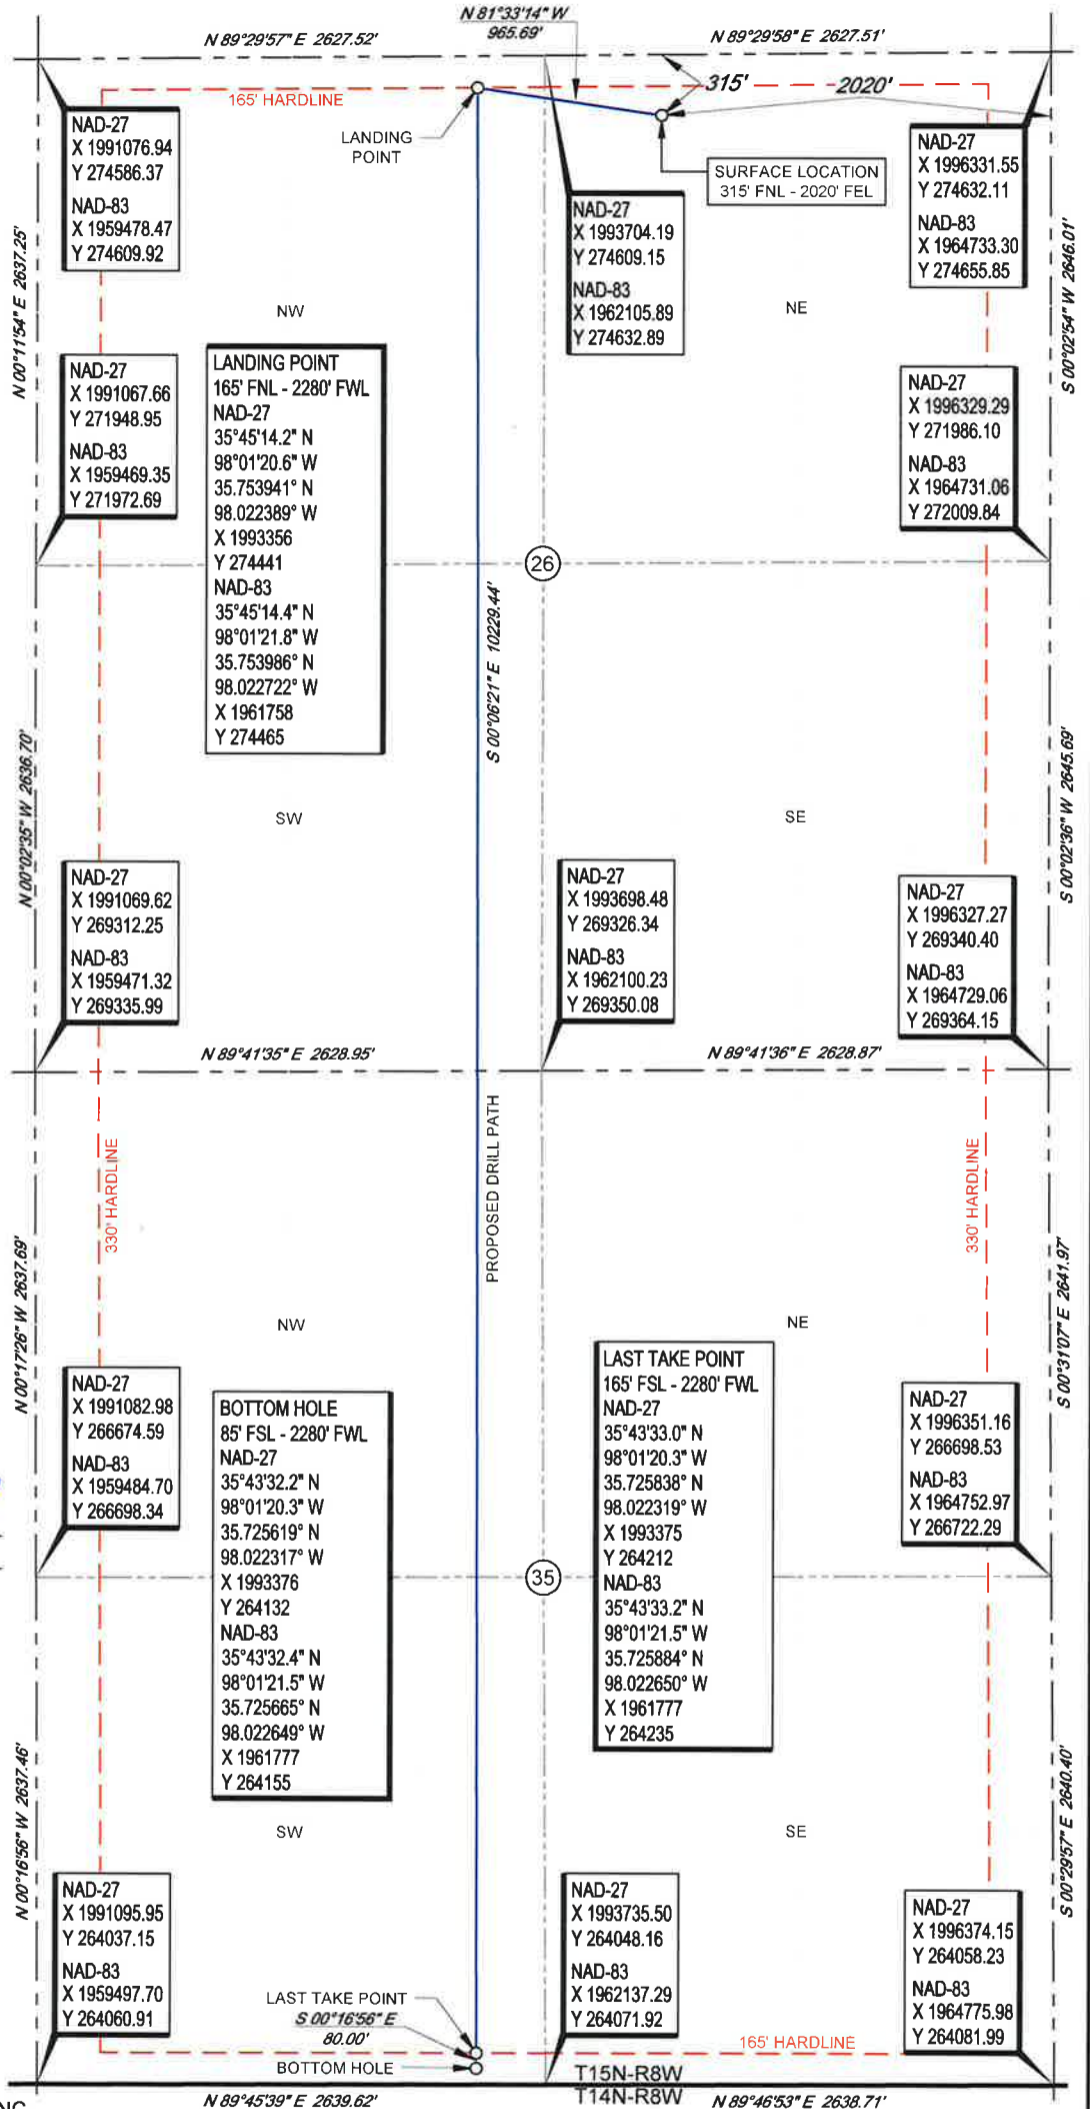 N 81°33'14" W
965.69'
N 89°29'57" E 2627.52'
N 89°29'58" E 2627.51'
165' HARDLINE
315'
2020'
LANDING
POINT
SURFACE LOCATION
315' FNL - 2020' FEL
NAD-27
X 1991076.94
Y 274586.37
NAD-83
X 1959478.47
Y 274609.92
NAD-27
X 1993704.19
Y 274609.15
NAD-83
X 1962105.89
Y 274632.89
NAD-27
X 1996331.55
Y 274632.11
NAD-83
X 1964733.30
Y 274655.85
N 00°11'54" E 2637.25'
S 00°02'54" W 2646.01'
NW
NE
NAD-27
X 1991067.66
Y 271948.95
NAD-83
X 1959469.35
Y 271972.69
LANDING POINT
165' FNL - 2280' FWL
NAD-27
35°45'14.2" N
98°01'20.6" W
35.753941° N
98.022389° W
X 1993356
Y 274441
NAD-83
35°45'14.4" N
98°01'21.8" W
35.753986° N
98.022722° W
X 1961758
Y 274465
NAD-27
X 1996329.29
Y 271986.10
NAD-83
X 1964731.06
Y 272009.84
26
S 00°06'21" E 10229.44'
N 00°02'35" W 2636.70'
S 00°02'36" W 2645.69'
SW
SE
NAD-27
X 1991069.62
Y 269312.25
NAD-83
X 1959471.32
Y 269335.99
NAD-27
X 1993698.48
Y 269326.34
NAD-83
X 1962100.23
Y 269350.08
NAD-27
X 1996327.27
Y 269340.40
NAD-83
X 1964729.06
Y 269364.15
N 89°41'35" E 2628.95'
N 89°41'36" E 2628.87'
330' HARDLINE
PROPOSED DRILL PATH
330' HARDLINE
N 00°17'26" W 2637.69'
S 00°31'07" E 2641.97'
NW
NE
NAD-27
X 1991082.98
Y 266674.59
NAD-83
X 1959484.70
Y 266698.34
BOTTOM HOLE
85' FSL - 2280' FWL
NAD-27
35°43'32.2" N
98°01'20.3" W
35.725619° N
98.022317° W
X 1993376
Y 264132
NAD-83
35°43'32.4" N
98°01'21.5" W
35.725665° N
98.022649° W
X 1961777
Y 264155
LAST TAKE POINT
165' FSL - 2280' FWL
NAD-27
35°43'33.0" N
98°01'20.3" W
35.725838° N
98.022319° W
X 1993375
Y 264212
NAD-83
35°43'33.2" N
98°01'21.5" W
35.725884° N
98.022650° W
X 1961777
Y 264235
NAD-27
X 1996351.16
Y 266698.53
NAD-83
X 1964752.97
Y 266722.29
35
N 00°16'56" W 2637.46'
S 00°29'57" E 2640.40'
SW
SE
NAD-27
X 1991095.95
Y 264037.15
NAD-83
X 1959497.70
Y 264060.91
NAD-27
X 1993735.50
Y 264048.16
NAD-83
X 1962137.29
Y 264071.92
NAD-27
X 1996374.15
Y 264058.23
NAD-83
X 1964775.98
Y 264081.99
LAST TAKE POINT
S 00°16'56" E
80.00'
BOTTOM HOLE
165' HARDLINE
T15N-R8W
T14N-R8W
N 89°45'39" E 2639.62'
N 89°46'53" E 2638.71'